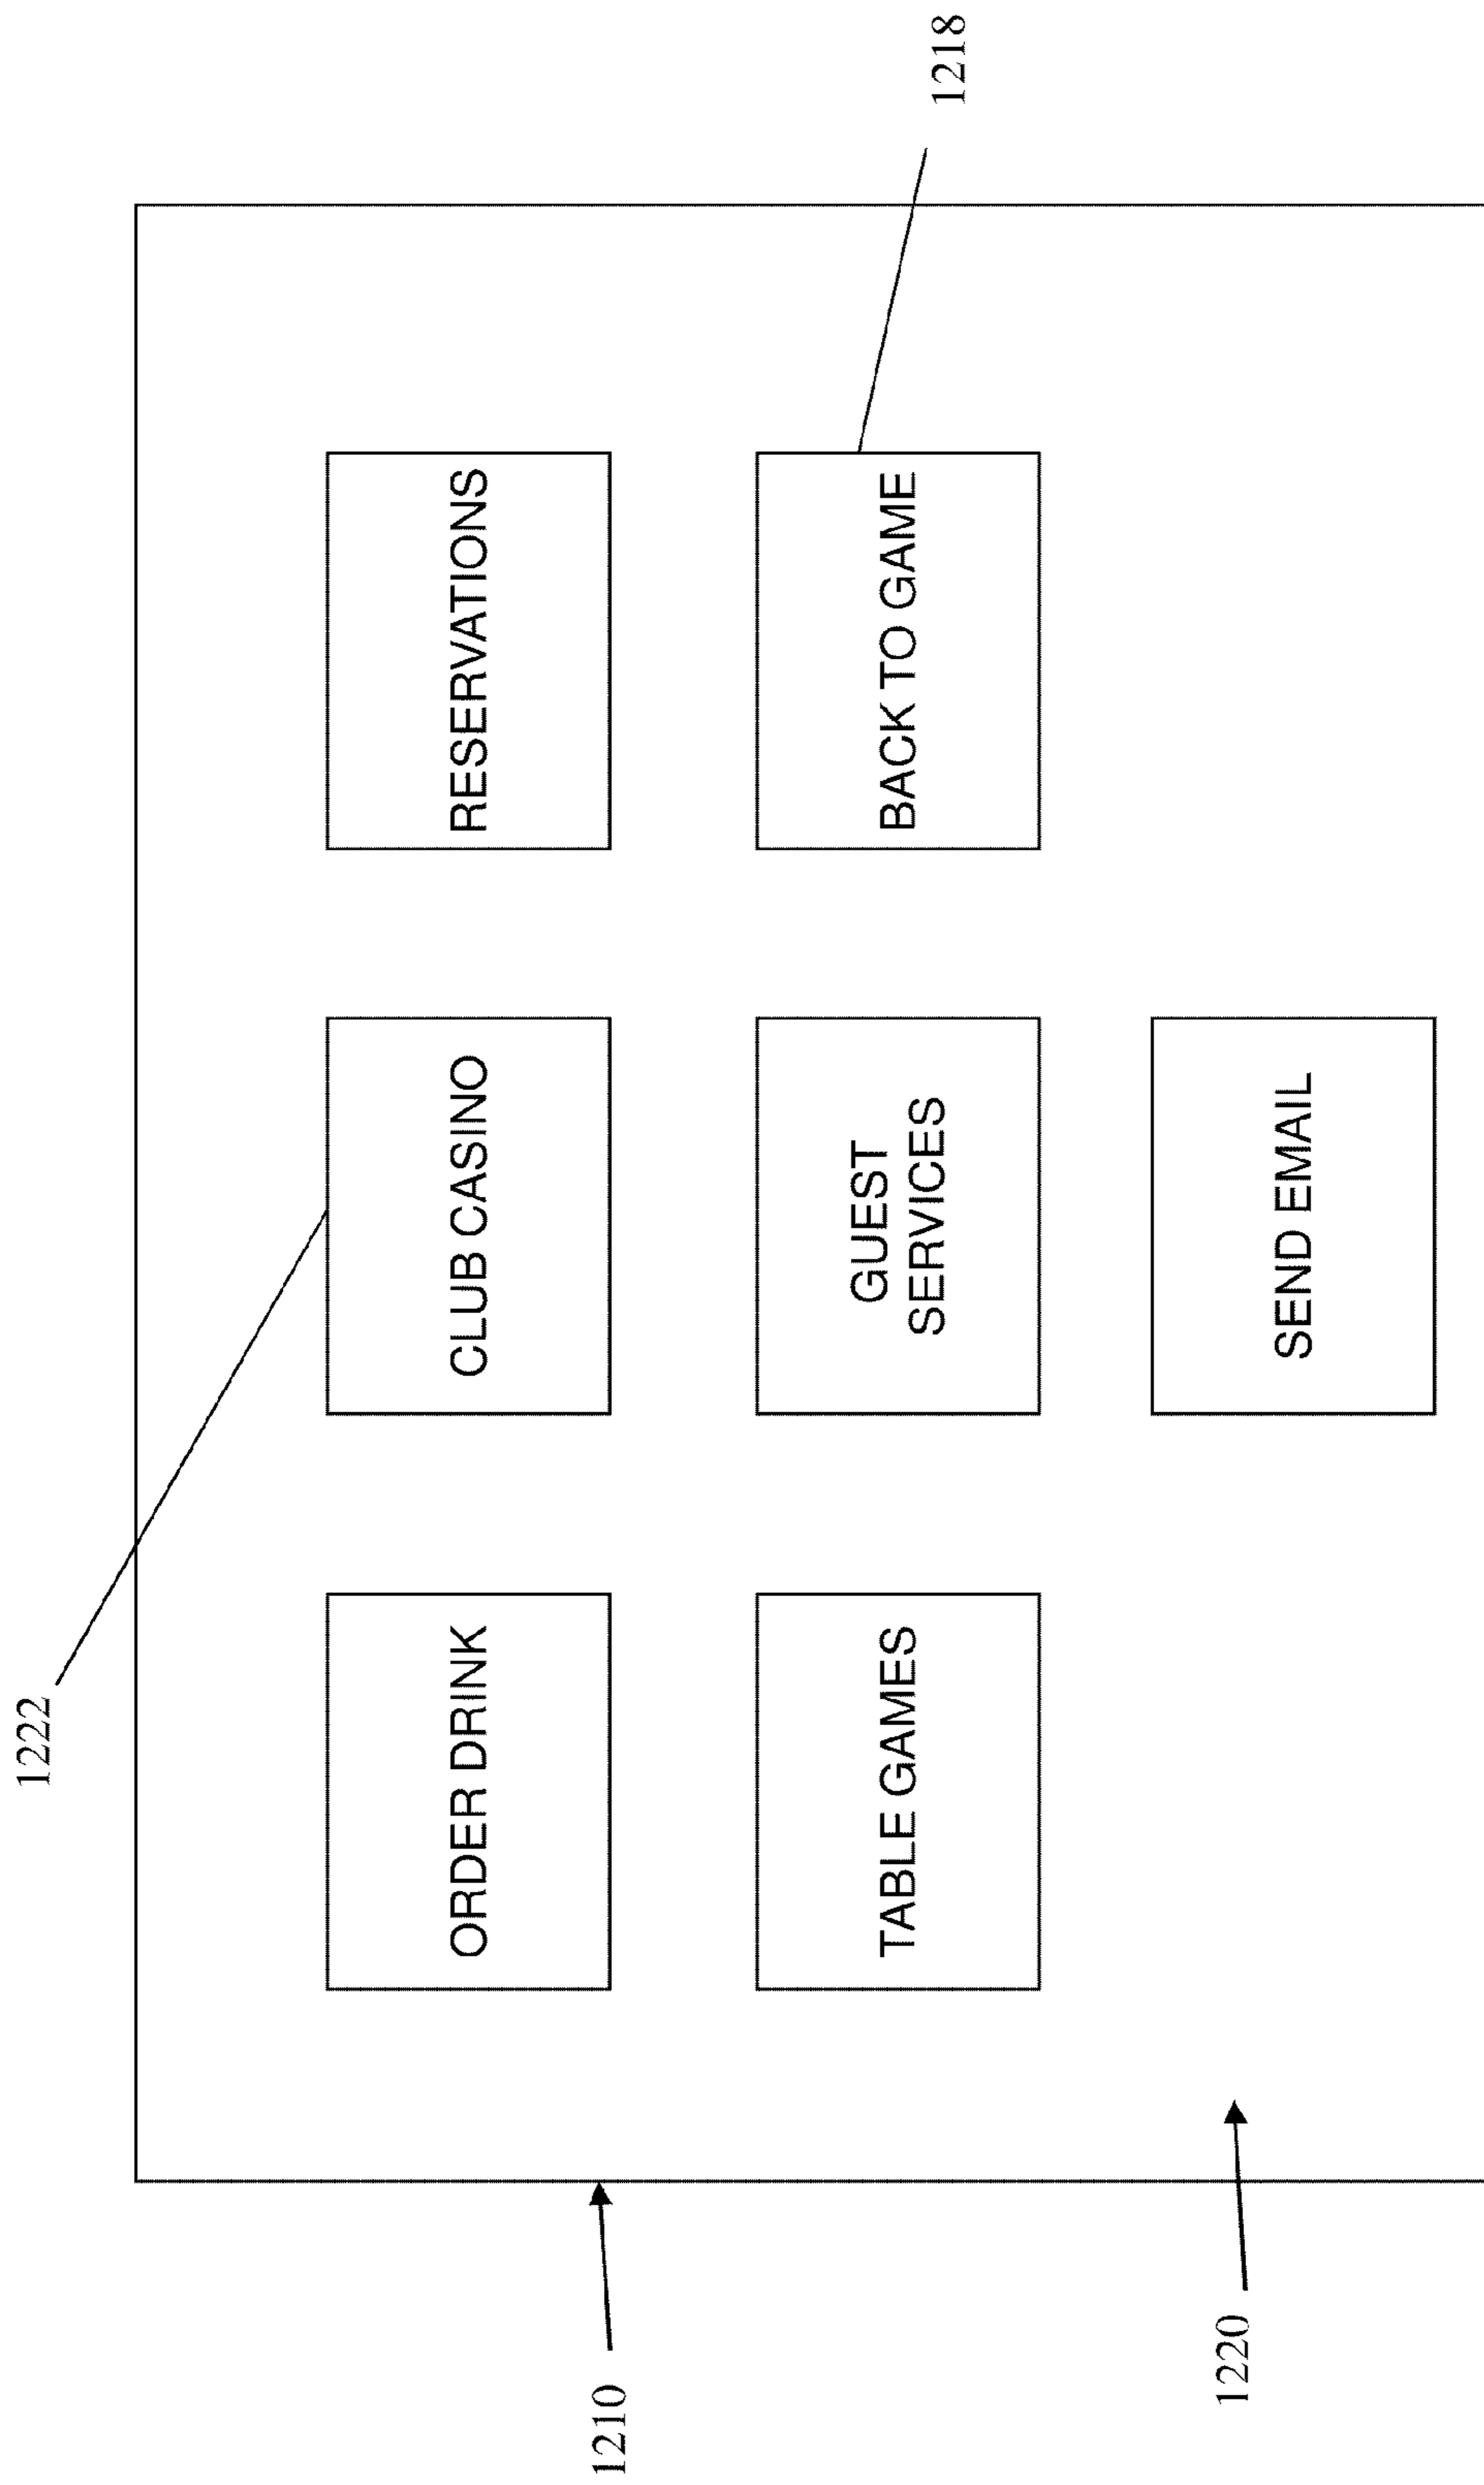 1222
1218
ORDER DRINK
CLUB CASINO
RESERVATIONS
TABLE GAMES
GUEST
SERVICES
BACK TO GAME
SEND EMAIL
1210
1220